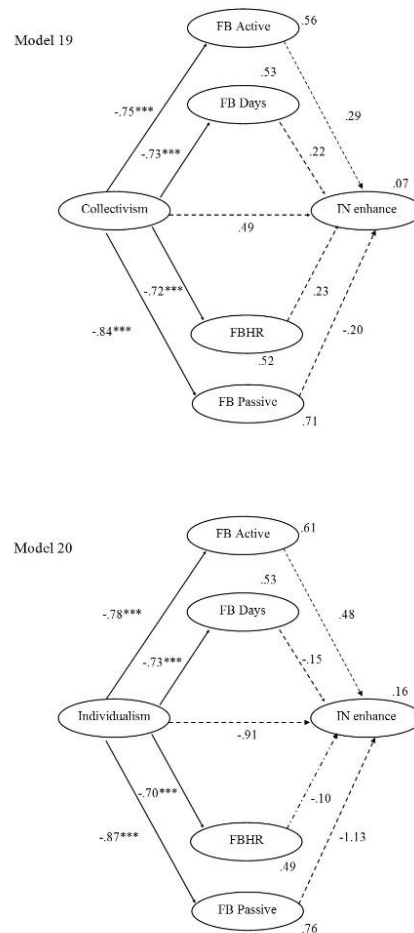 FB Active
.56
Model 19
.53
FB Days
.29
-.75***
.22
-.73***
.07
Collectivism
IN enhance
.49
-.72***
.23
-.84***
-.20
FBHR
.52
FB Passive
.71
FB Active
.61
Model 20
.53
FB Days
.48
-.78***
-.15
-.73***
.16
Individualism
IN enhance
-.91
-.70***
-.10
-.87***
-1.13
FBHR
.49
FB Passive
.76